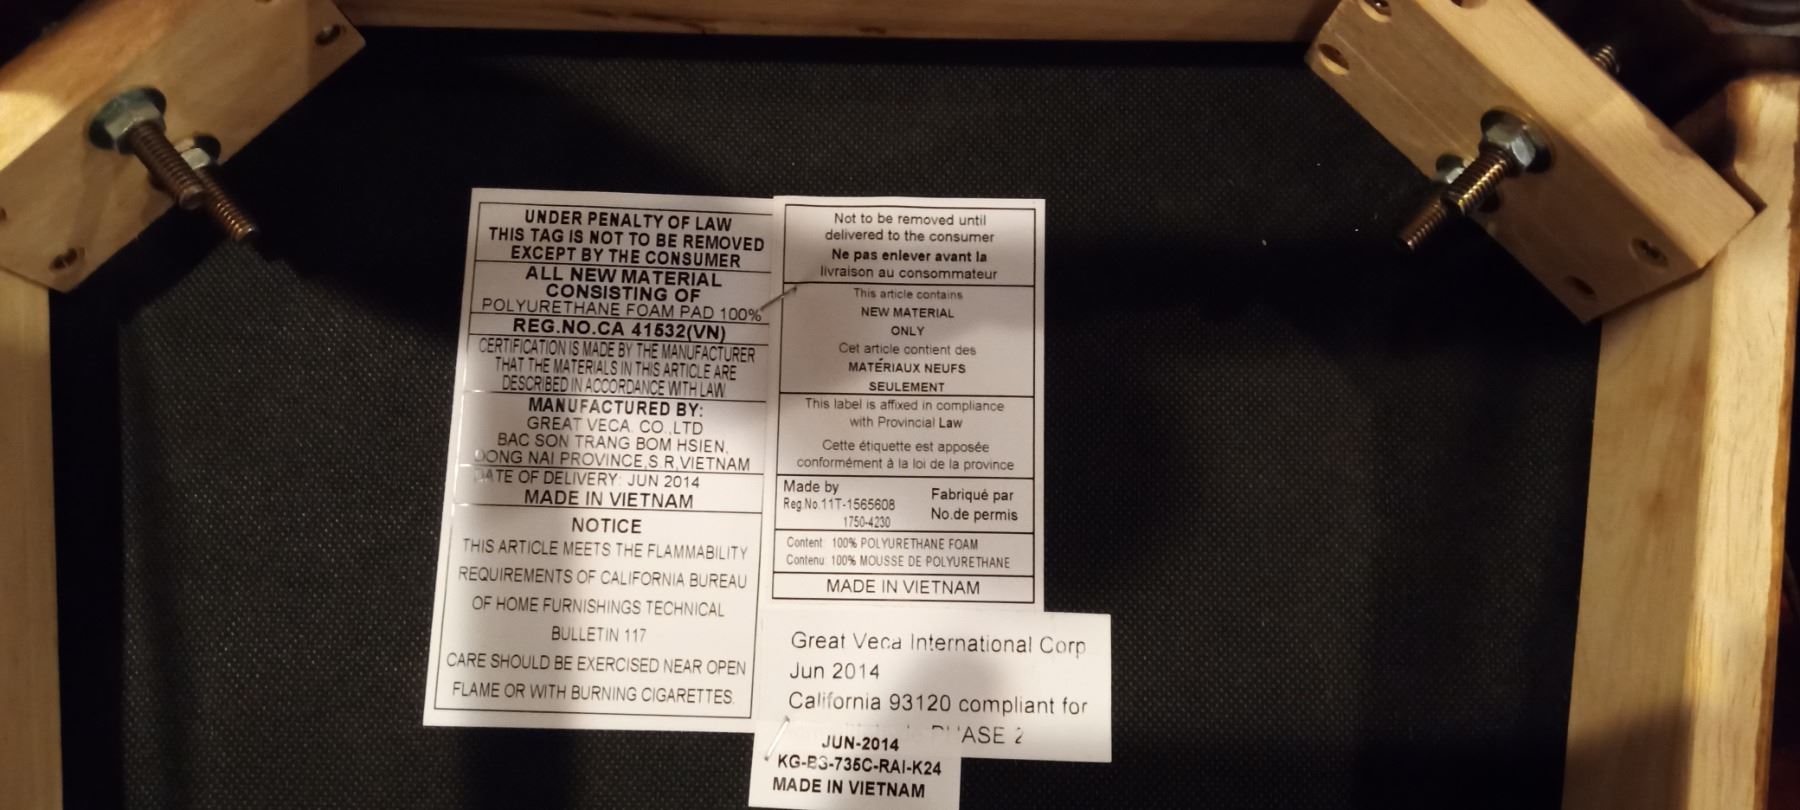 UNDER PENALTY OF LAW
THIS TAG IS NOT TO BE REMOVED
EXCEPT BY THE CONSUMER
ALL NEW MATERIAL
CONSISTING OF
POLYURETHANE FOAM PAD 100%
REG.NO.CA 41532(VN)
CERTIFICATION IS MADE BY THE MANUFACTURER
THAT THE MATERIALS IN THIS ARTICLE ARE
DESCRIBED IN ACCORDANCE WITH LAW
MANUFACTURED BY:
GREAT VECA CO.,LTD
BAC SON TRANG BOM HSIEN,
DONG NAI PROVINCE,S.R,VIETNAM
DATE OF DELIVERY: JUN 2014
MADE IN VIETNAM
NOTICE
THIS ARTICLE MEETS THE FLAMMABILITY
REQUIREMENTS OF CALIFORNIA BUREAU
OF HOME FURNISHINGS TECHNICAL
BULLETIN 117
CARE SHOULD BE EXERCISED NEAR OPEN
FLAME OR WITH BURNING CIGARETTES.
Not to be removed until
delivered to the consumer
Ne pas enlever avant la
livraison au consommateur
This article contains
NEW MATERIAL
ONLY
Cet article contient des
MATÉRIAUX NEUFS
SEULEMENT
This label is affixed in compliance
with Provincial Law
Cette étiquette est apposée
conformément à la loi de la province
Made by
Reg.No.11T-1565608
1750-4230
Fabriqué par
No.de permis
Content: 100% POLYURETHANE FOAM
Contenu: 100% MOUSSE DE POLYURETHANE
MADE IN VIETNAM
Great Veca International Corp
Jun 2014
California 93120 compliant for
PHASE 2
JUN-2014
KG-B3-735C-RAI-K24
MADE IN VIETNAM